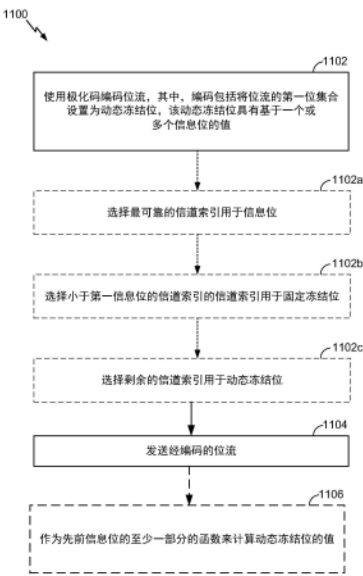 1100
1102
使用极化码编码位流，其中，编码包括将位流的第一位集合
设置为动态冻结位，该动态冻结位具有基于一个或
多个信息位的值
1102a
选择最可靠的信道索引用于信息位
1102b
选择小于第一信息位的信道索引的信道索引用于固定冻结位
1102c
选择剩余的信道索引用于动态冻结位
1104
发送经编码的位流
1106
作为先前信息位的至少一部分的函数来计算动态冻结位的值